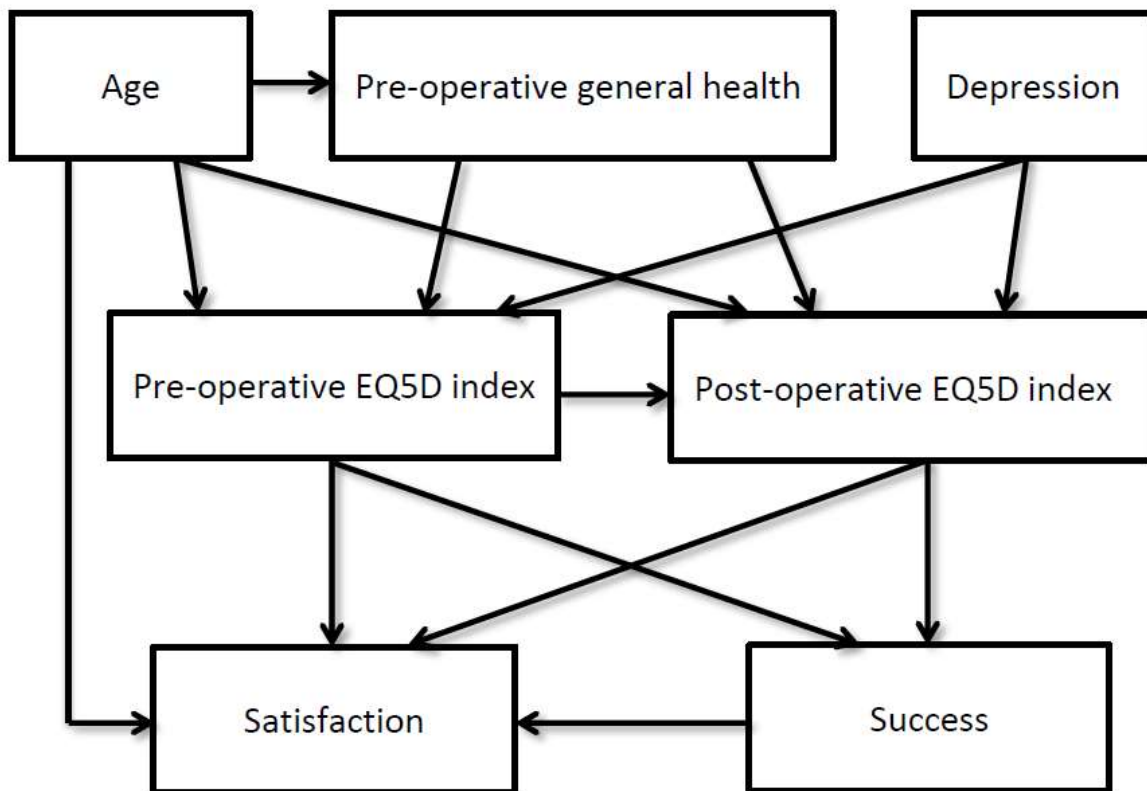 Age
Pre-operative general health
Depression
Pre-operative EQ5D index
Post-operative EQ5D index
Satisfaction
Success